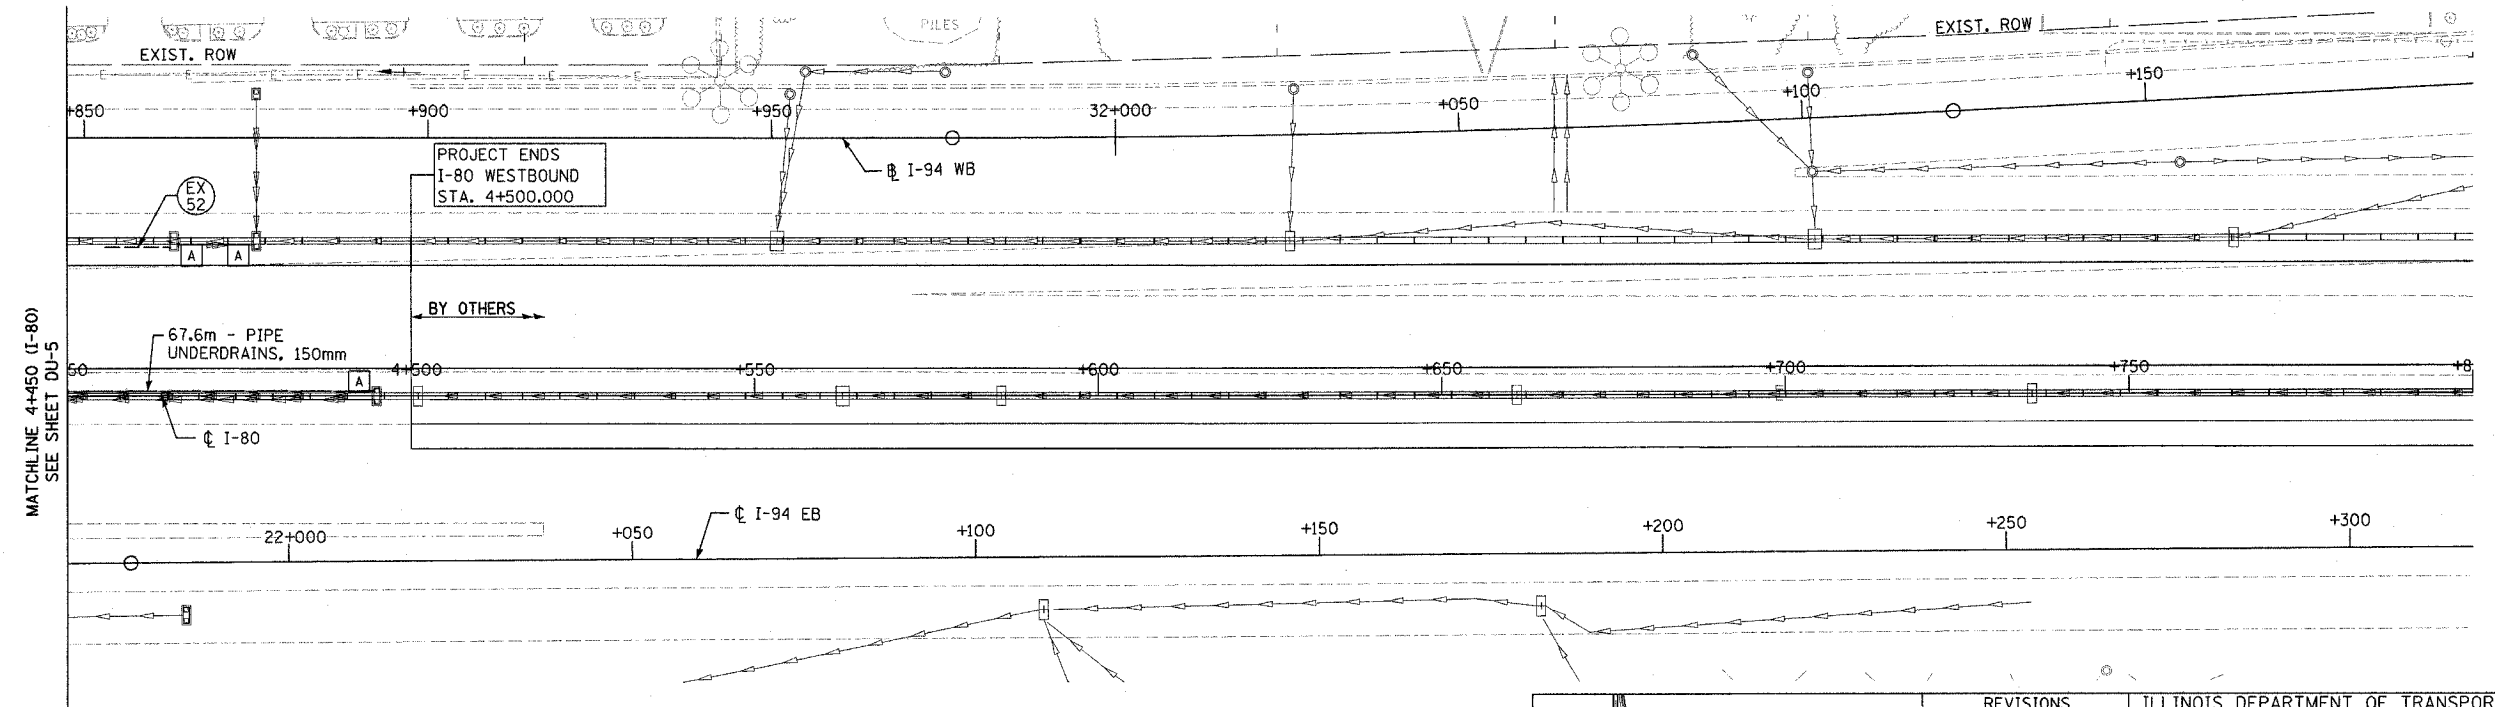 PILES
EXIST. ROW
EXIST. ROW
+850
+900
+950
32+000
+050
+100
+150
℄ I-94 WB
PROJECT ENDS
I-80 WESTBOUND
STA. 4+500.000
EX
52
A
A
BY OTHERS
67.6m - PIPE
UNDERDRAINS, 150mm
MATCHLINE 4+450 (I-80)
SEE SHEET DU-5
50
A
4+500
+550
+600
+650
+700
+750
+8
℄ I-80
℄ I-94 EB
22+000
+050
+100
+150
+200
+250
+300
REVISIONS
ILLINOIS DEPARTMENT OF TRANSPOR